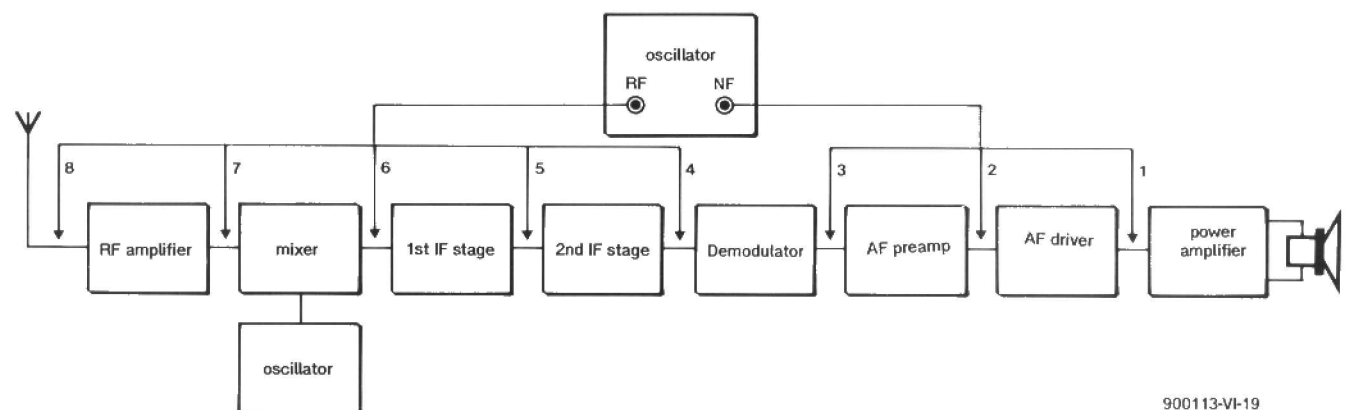 oscillator
RF NF
8 7 6 5 4 3 2 1
RF amplifier mixer 1st IF stage 2nd IF stage Demodulator AF preamp AF driver power
amplifier
oscillator
900113-VI-19